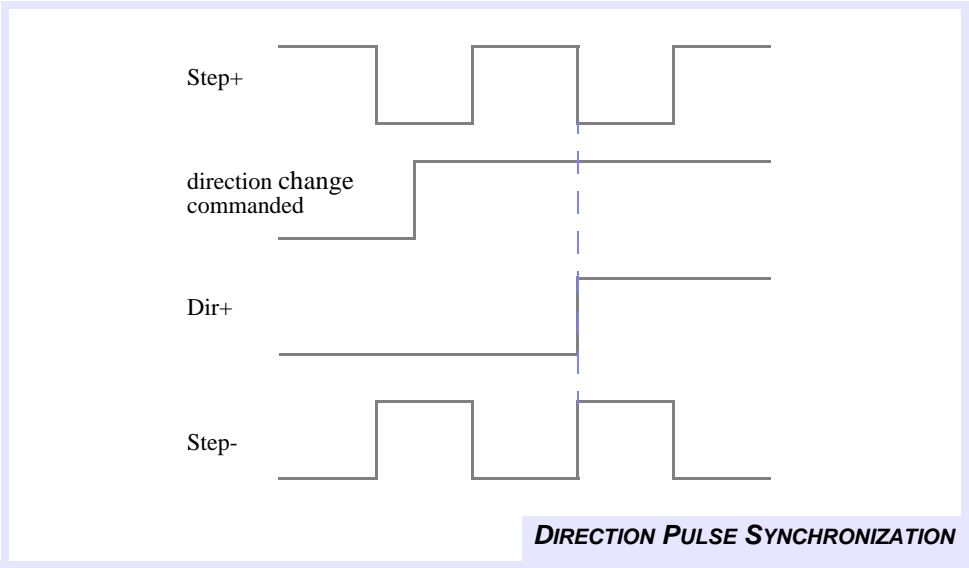 Step+
direction change
commanded
Dir+
Step-
DIRECTION PULSE SYNCHRONIZATION